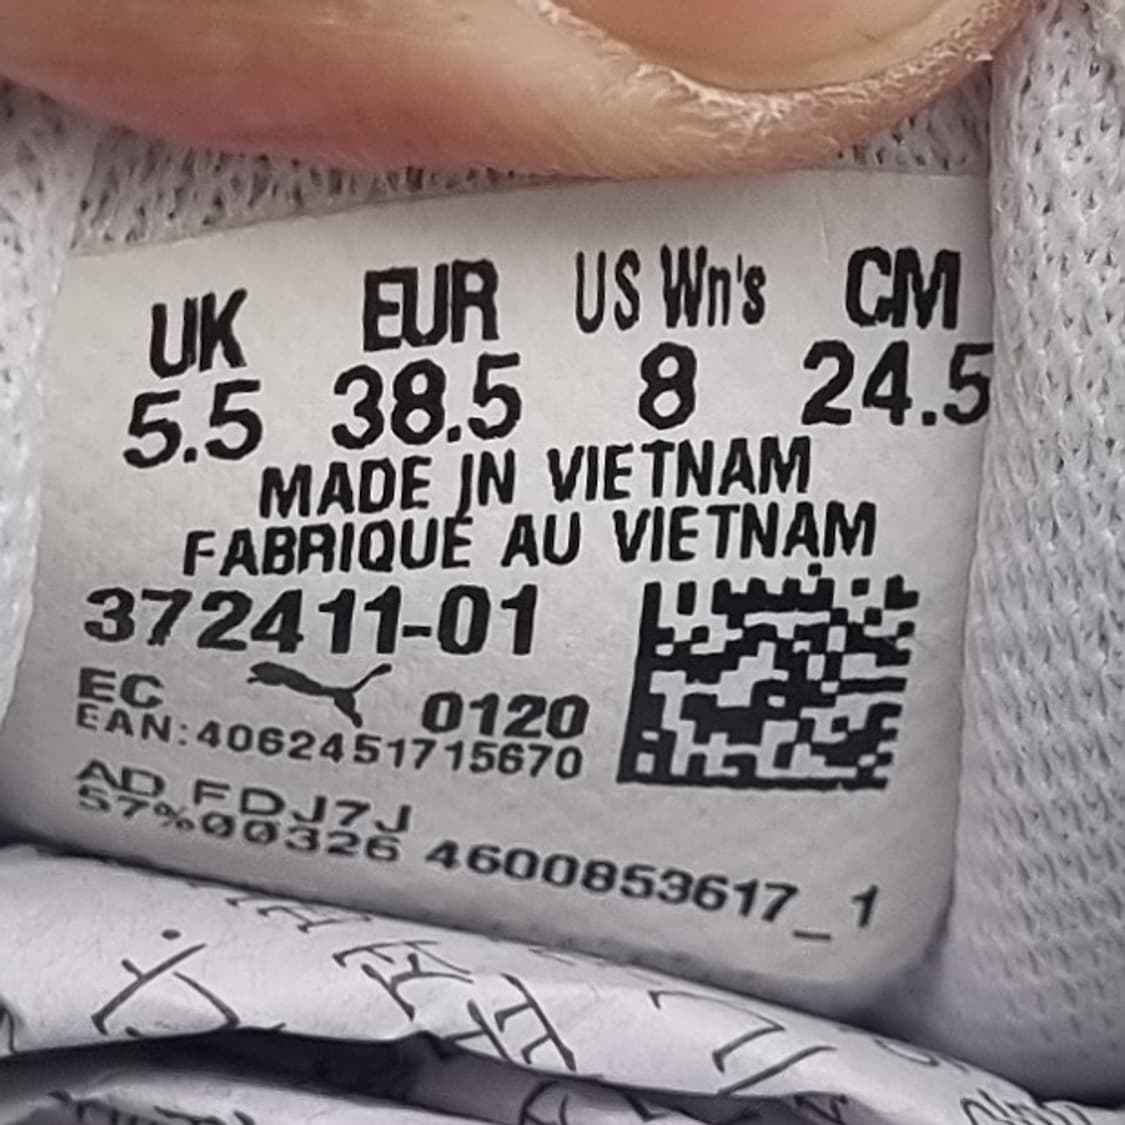 UK EUR US Wn's CM
5.5 38.5 8 24.5
MADE IN VIETNAM
FABRIQUÉ AU VIETNAM
372411-01
EC 0120
EAN:4062451715670
AD FDJ7J
57%00326 4600853617_1